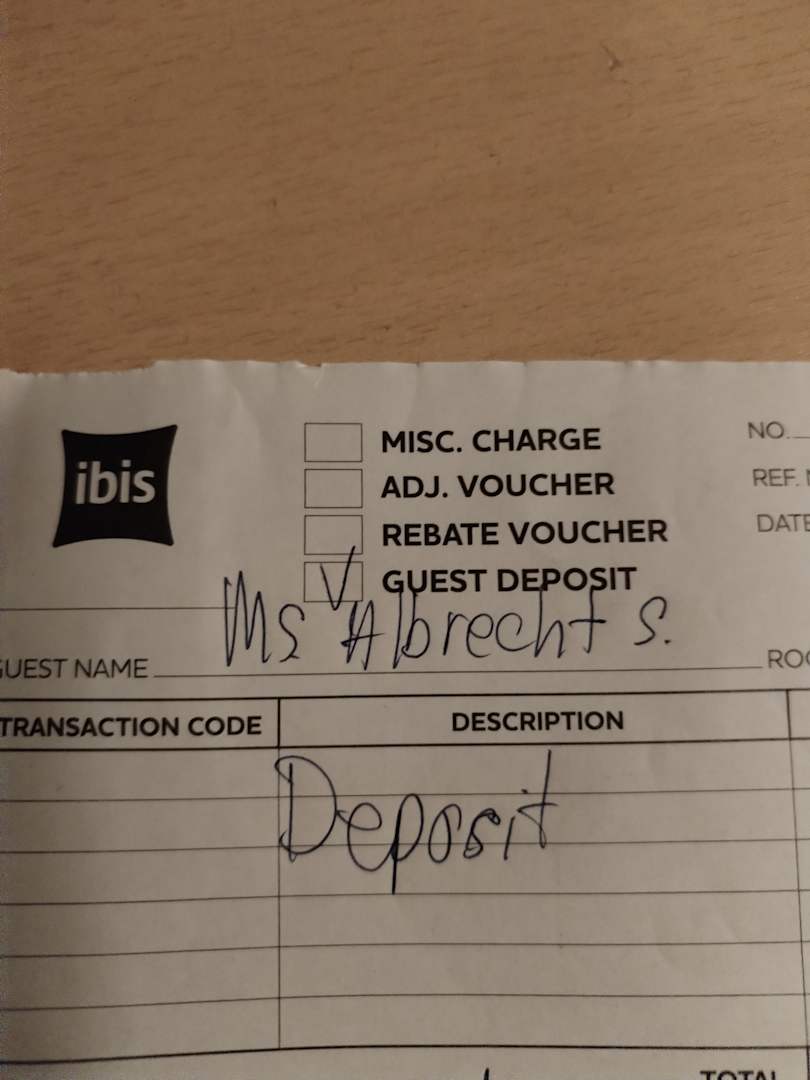 ibis
MISC. CHARGE
ADJ. VOUCHER
REBATE VOUCHER
GUEST DEPOSIT
NO.
REF.
DATE
GUEST NAME Ms Albrecht S. ROO
TRANSACTION CODE DESCRIPTION
Deposit
TOTAL